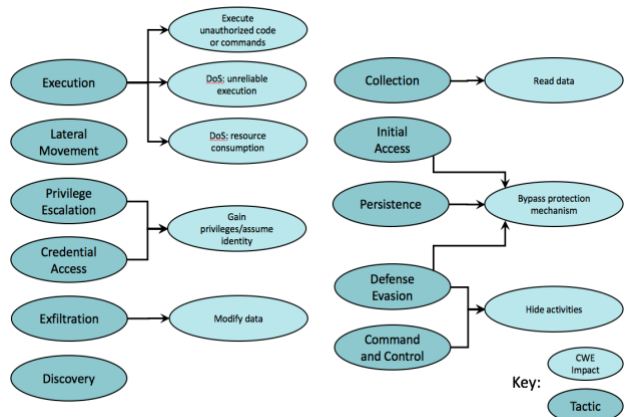 Execute
unauthorized code
or commands
Execution
DoS: unreliable
execution
DoS: resource
consumption
Lateral
Movement
Privilege
Escalation
Credential
Access
Gain
privileges/assume
identity
Exfiltration
Modify data
Discovery
Collection
Read data
Initial
Access
Persistence
Bypass protection
mechanism
Defense
Evasion
Hide activities
Command
and Control
Key:
CWE
Impact
Tactic